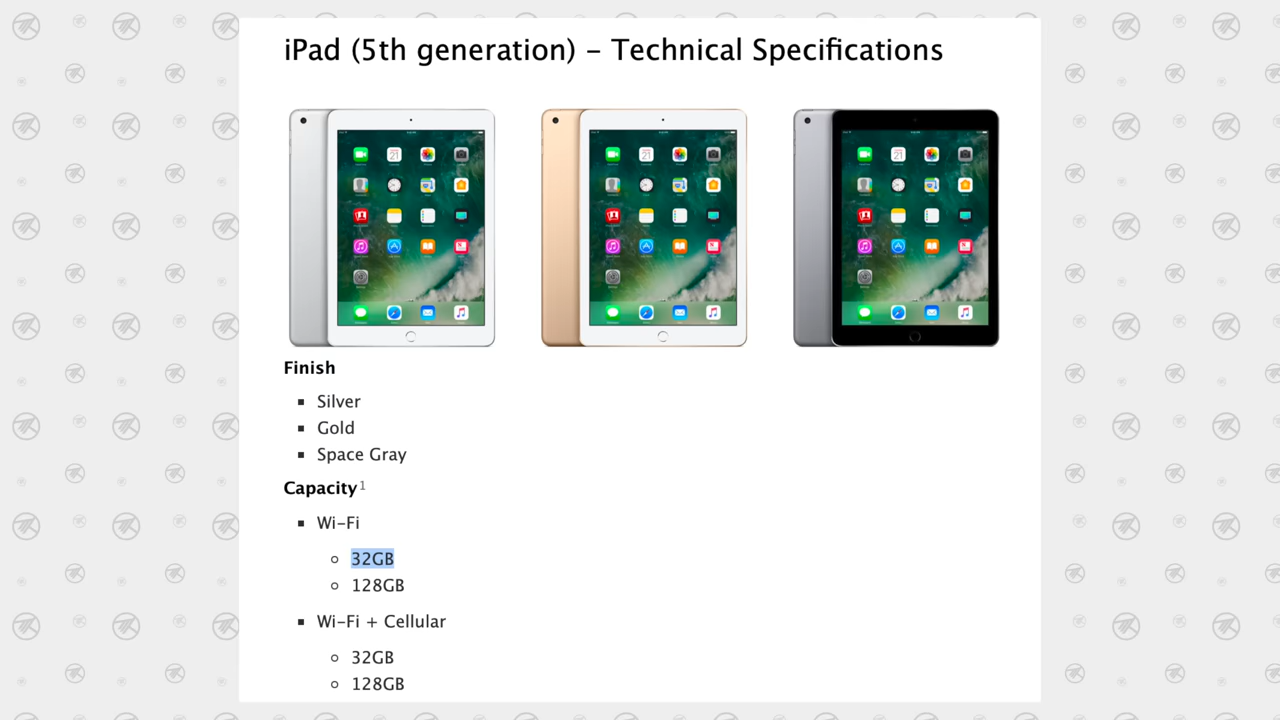 iPad (5th generation) – Technical Specifications
Finish
Silver
Gold
Space Gray
Capacity1
Wi-Fi
32GB
128GB
Wi-Fi + Cellular
32GB
128GB